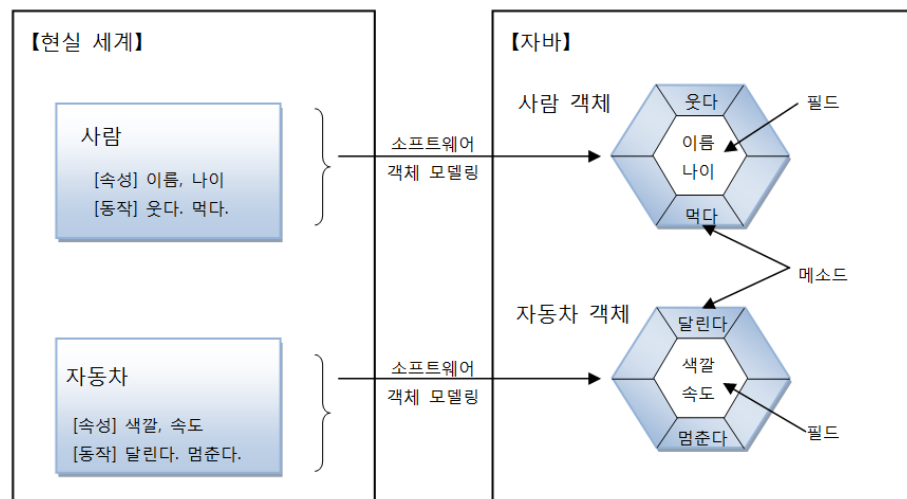 【현실 세계】
사람
[속성] 이름, 나이
[동작] 웃다. 먹다.
자동차
[속성] 색깔, 속도
[동작] 달린다. 멈춘다.
소프트웨어
객체 모델링
소프트웨어
객체 모델링
【자바】
사람 객체
웃다
이름
나이
먹다
필드
메소드
자동차 객체
달린다
색깔
속도
멈춘다
필드